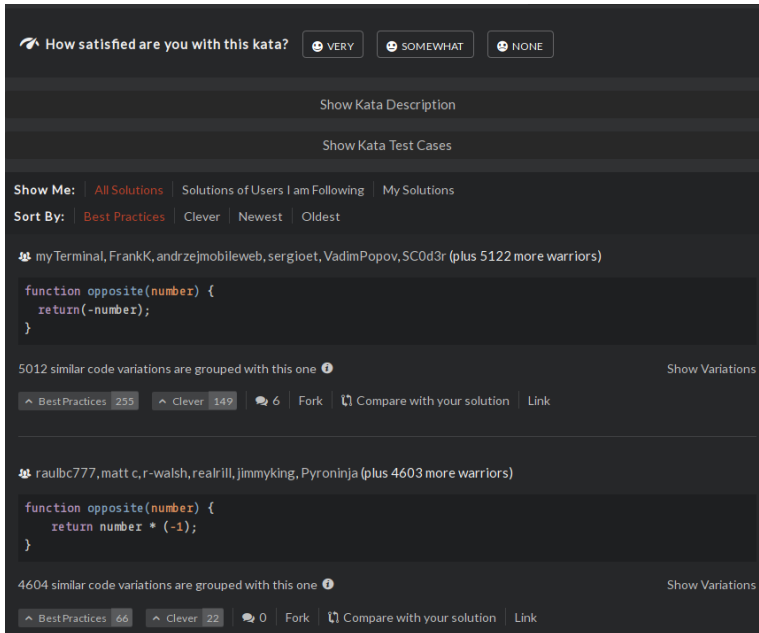 How satisfied are you with this kata? VERY SOMEWHAT NONE
Show Kata Description
Show Kata Test Cases
Show Me: All Solutions Solutions of Users I am Following My Solutions
Sort By: Best Practices Clever Newest Oldest
myTerminal, FrankK, andrzejmobileweb, sergioet, VadimPopov, SC0d3r (plus 5122 more warriors)
function opposite(number) {
  return(-number);
}
5012 similar code variations are grouped with this one Show Variations
Best Practices 255 Clever 149 6 Fork Compare with your solution Link
raulbc777, matt c, r-walsh, realrill, jimmyking, Pyroninja (plus 4603 more warriors)
function opposite(number) {
    return number * (-1);
}
4604 similar code variations are grouped with this one Show Variations
Best Practices 66 Clever 22 0 Fork Compare with your solution Link